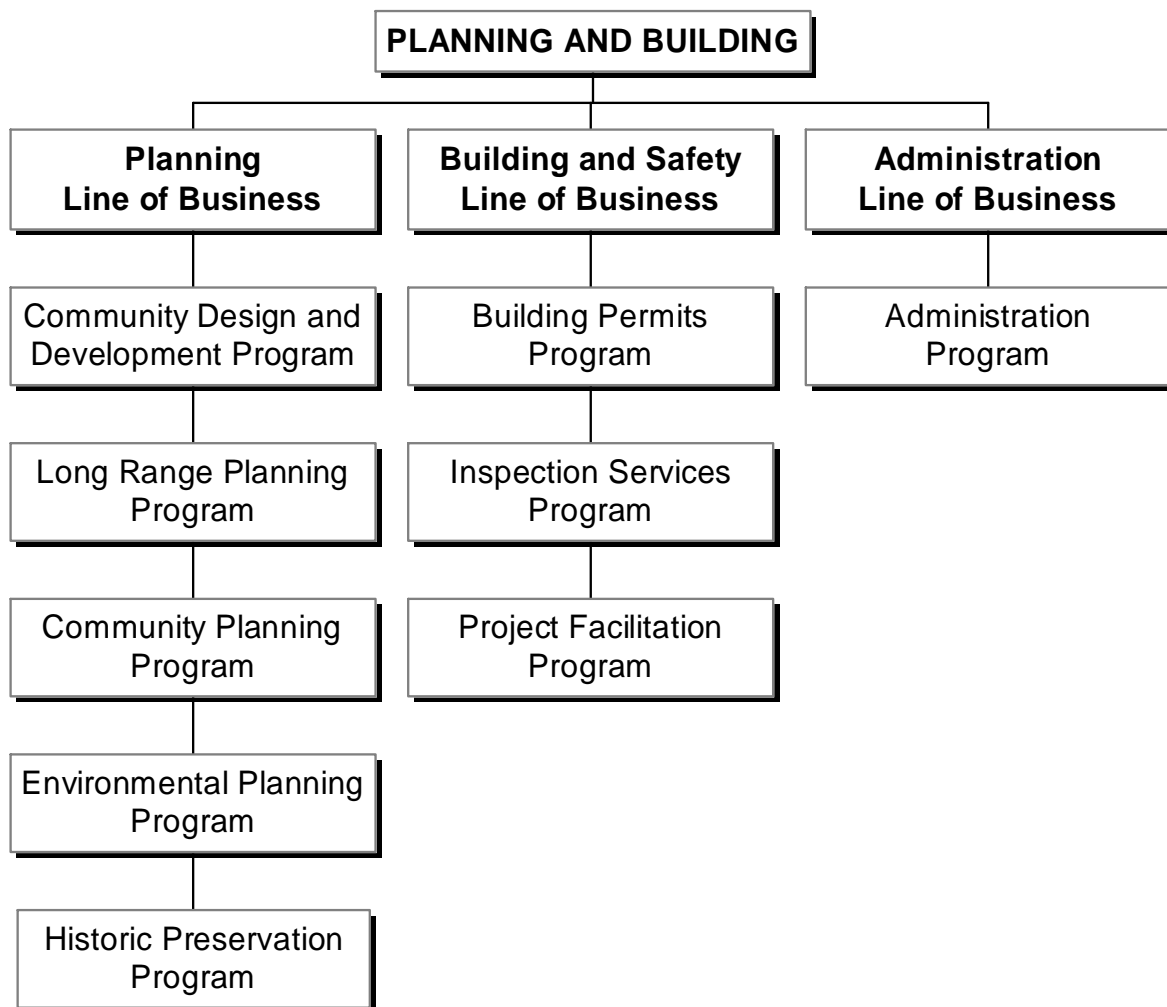 PLANNING AND BUILDING
Planning
Line of Business
Community Design and
Development Program
Long Range Planning
Program
Community Planning
Program
Environmental Planning
Program
Historic Preservation
Program
Building and Safety
Line of Business
Building Permits
Program
Inspection Services
Program
Project Facilitation
Program
Administration
Line of Business
Administration
Program